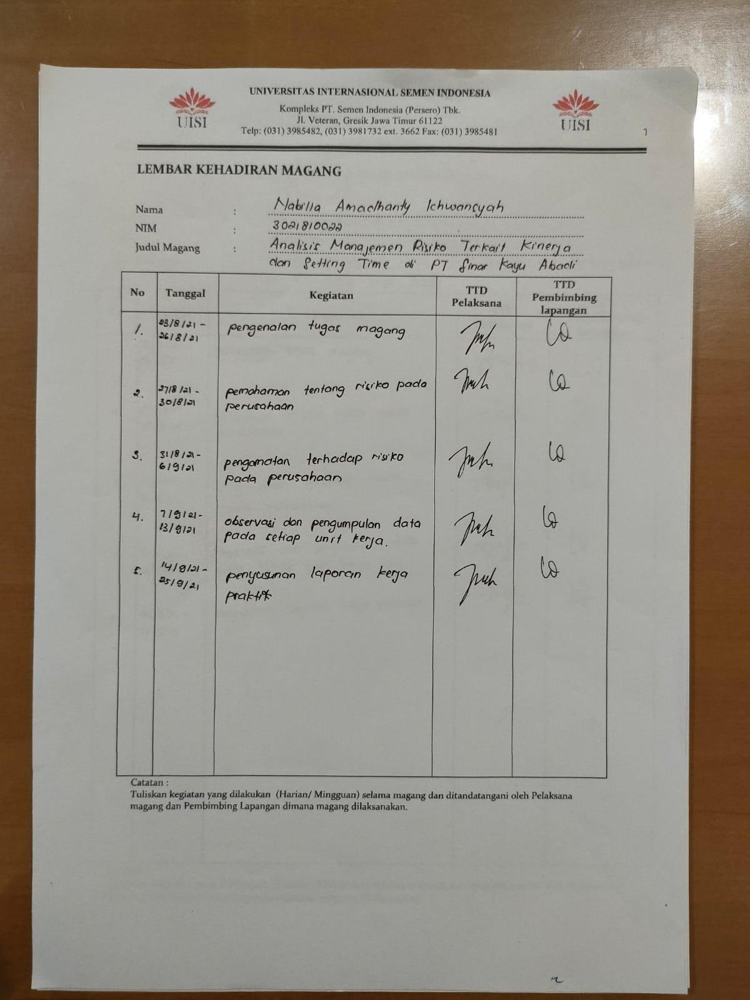 UNIVERSITAS INTERNASIONAL SEMEN INDONESIA
Kompleks PT. Semen Indonesia (Persero) Tbk.
Jl. Veteran, Gresik Jawa Timur 61122
Telp: (031) 3985482, (031) 3981732 ext. 3662 Fax: (031) 3985481
UISI
UISI
LEMBAR KEHADIRAN MAGANG
Nama : Nabilla Amadhanty Ichwansyah
NIM : 3021810022
Judul Magang : Analisis Manajemen Risiko Terkait Kinerja
dan Setting Time di PT Sinar Kayu Abadi
No Tanggal Kegiatan TTD Pelaksana TTD Pembimbing lapangan
1. 23/8/21 - 26/8/21 pengenalan tugas magang
2. 27/8/21 - 30/8/21 pemahaman tentang risiko pada
perusahaan
3. 31/8/21 - 6/9/21 pengamatan terhadap risiko
pada perusahaan
4. 7/9/21 - 13/9/21 observasi dan pengumpulan data
pada setiap unit kerja.
5. 14/9/21 - 25/9/21 penyusunan laporan kerja
praktik
Catatan :
Tuliskan kegiatan yang dilakukan (Harian/ Mingguan) selama magang dan ditandatangani oleh Pelaksana
magang dan Pembimbing Lapangan dimana magang dilaksanakan.